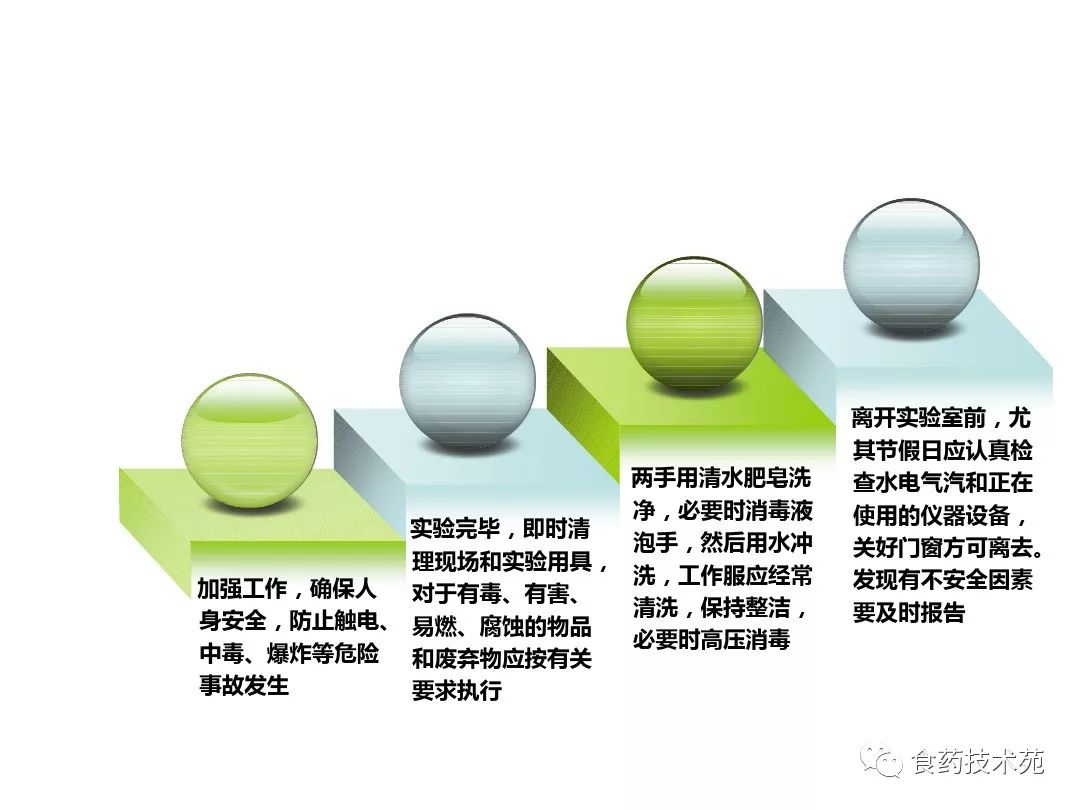 加强工作，确保人
身安全，防止触电、
中毒、爆炸等危险
事故发生
实验完毕，即时清
理现场和实验用具，
对于有毒、有害、
易燃、腐蚀的物品
和废弃物应按有关
要求执行
两手用清水肥皂洗
净，必要时消毒液
泡手，然后用水冲
洗，工作服应经常
清洗，保持整洁，
必要时高压消毒
离开实验室前，尤
其节假日应认真检
查水电气汽和正在
使用的仪器设备，
关好门窗方可离去。
发现有不安全因素
要及时报告
食药技术苑